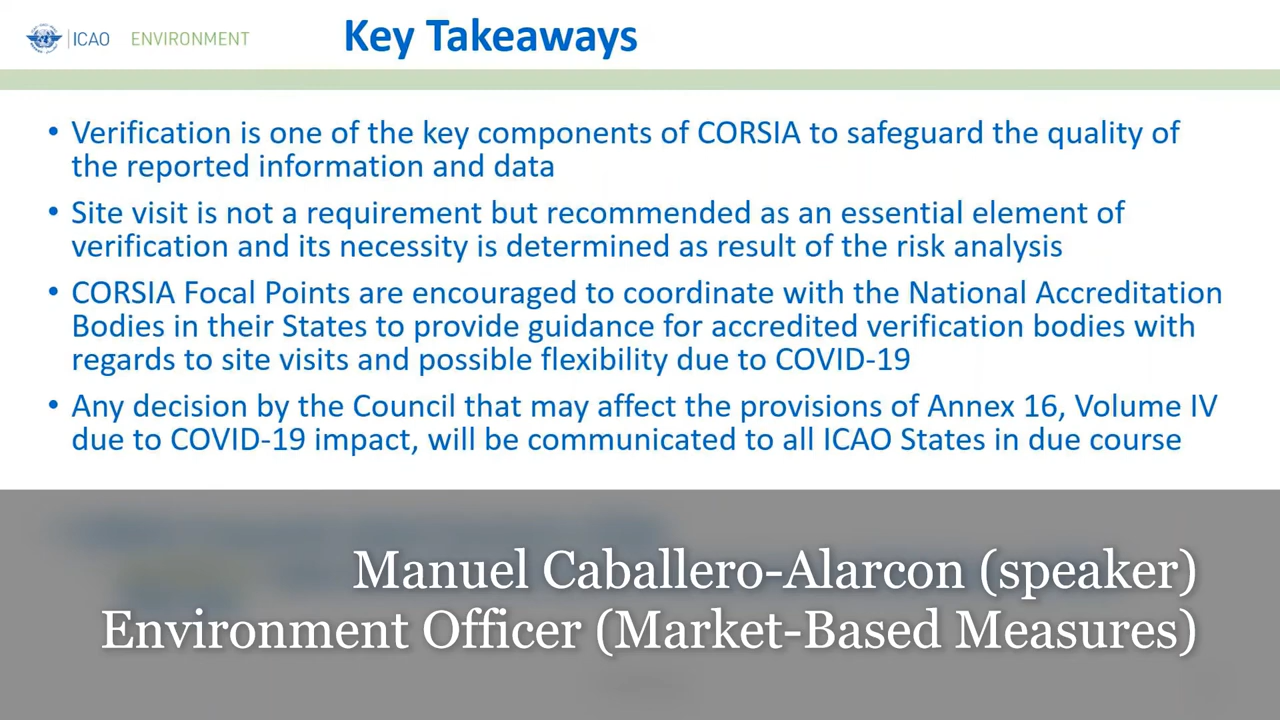 ICAO ENVIRONMENT
Key Takeaways
• Verification is one of the key components of CORSIA to safeguard the quality of
the reported information and data
• Site visit is not a requirement but recommended as an essential element of
verification and its necessity is determined as result of the risk analysis
• CORSIA Focal Points are encouraged to coordinate with the National Accreditation
Bodies in their States to provide guidance for accredited verification bodies with
regards to site visits and possible flexibility due to COVID-19
• Any decision by the Council that may affect the provisions of Annex 16, Volume IV
due to COVID-19 impact, will be communicated to all ICAO States in due course
Manuel Caballero-Alarcon (speaker)
Environment Officer (Market-Based Measures)